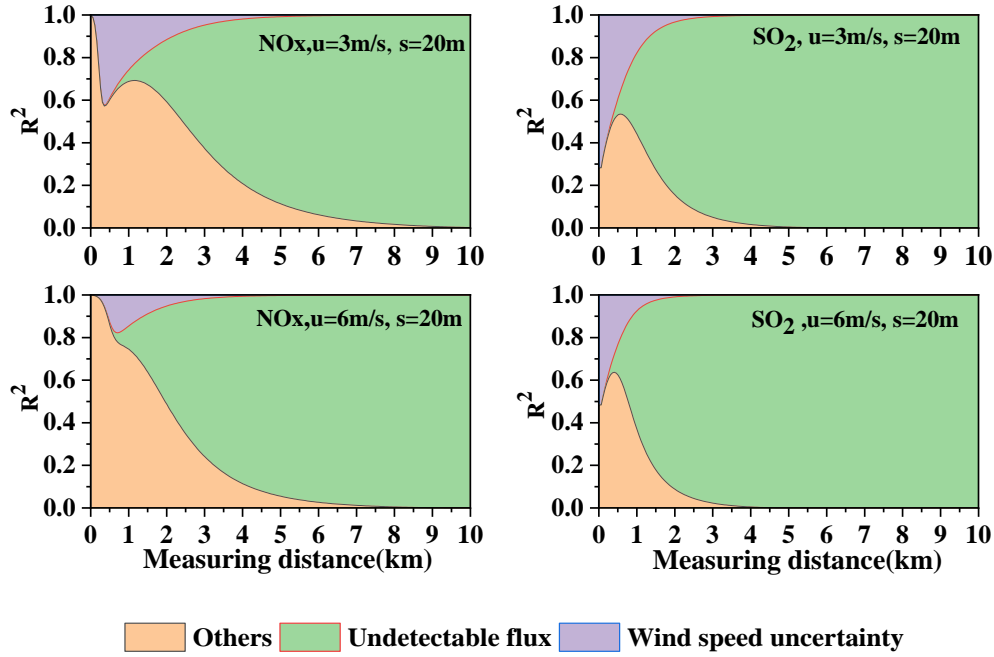 NOx,u=3m/s, s=20m
R²
1.0
0.8
0.6
0.4
0.2
0.0
0 1 2 3 4 5 6 7 8 9 10
SO₂, u=3m/s, s=20m
R²
1.0
0.8
0.6
0.4
0.2
0.0
0 1 2 3 4 5 6 7 8 9 10
NOx,u=6m/s, s=20m
R²
1.0
0.8
0.6
0.4
0.2
0.0
0 1 2 3 4 5 6 7 8 9 10
Measuring distance(km)
SO₂ ,u=6m/s, s=20m
R²
1.0
0.8
0.6
0.4
0.2
0.0
0 1 2 3 4 5 6 7 8 9 10
Measuring distance(km)
Others Undetectable flux Wind speed uncertainty